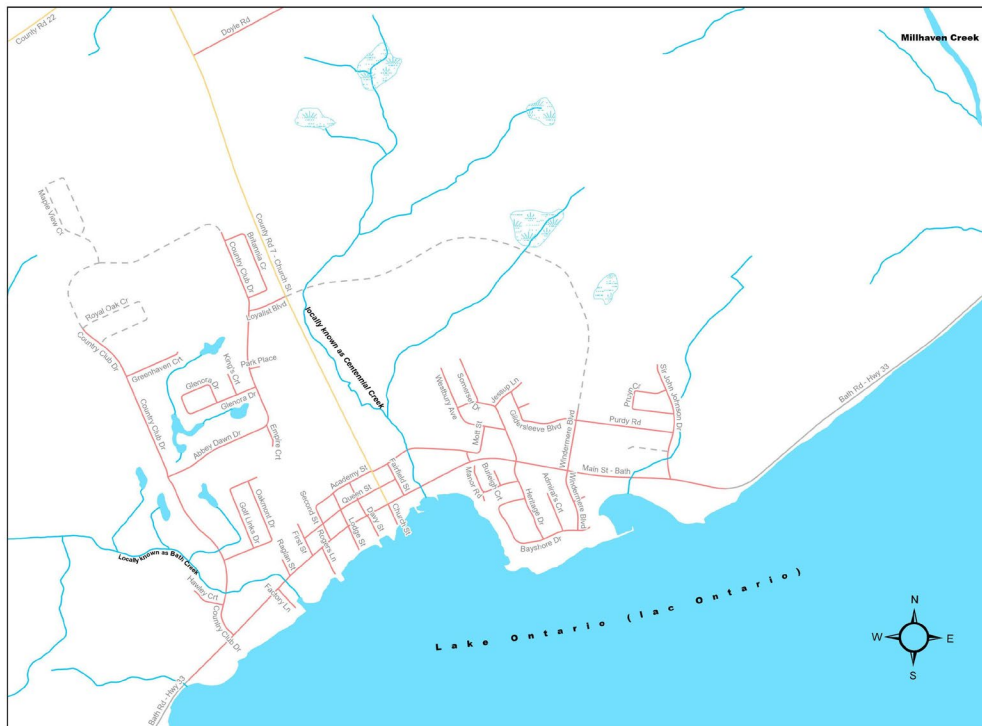 County Rd 22
Doyle Rd
Millhaven Creek
Maple View Crt
County Rd 7 - Church St
Britannia Cr
Country Club Dr
Royal Oak Cr
Loyalist Blvd
locally known as Centennial Creek
Country Club Dr
Greenhaven Crt
Park Place
King's Crt
Glenora Dr
Glenora Dr
Country Club Dr
Abbey Dawn Dr
Empire Crt
Westbury Ave
Somerset Crt
Jessup Ln
Gildersleeve Blvd
Mott St
Windermere Blvd
Purdy Rd
Pruyn Cr
Sir John Johnson Dr
Bath Rd - Hwy 33
Main St - Bath
Academy St
Queen St
Fairfield St
Manor Rd
Burleigh Crt
Heritage Dr
Admiral's Crt
Windermere Blvd
Bayshore Dr
Oakmont Dr
Golf Links Dr
Second St
First St
Raglan St
Rogers Ln
Lodge St
Davy St
Church St
Locally known as Bath Creek
Hawley Crt
Factory Ln
Country Club Dr
Bath Rd - Hwy 33
Lake Ontario (lac Ontario)
N
W
E
S